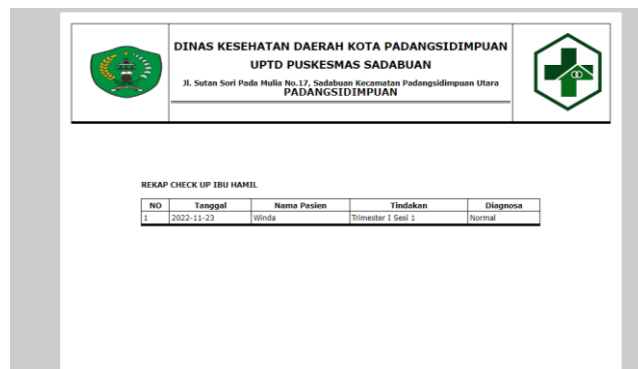 DINAS KESEHATAN DAERAH KOTA PADANGSIDIMPUAN
UPTD PUSKESMAS SADABUAN
Jl. Sutan Sori Pada Mulia No.17, Sadabuan Kecamatan Padangsidimpuan Utara
PADANGSIDIMPUAN
REKAP CHECK UP IBU HAMIL
NO Tanggal Nama Pasien Tindakan Diagnosa
1 2022-11-23 Winda Trimester I Sesi 1 Normal